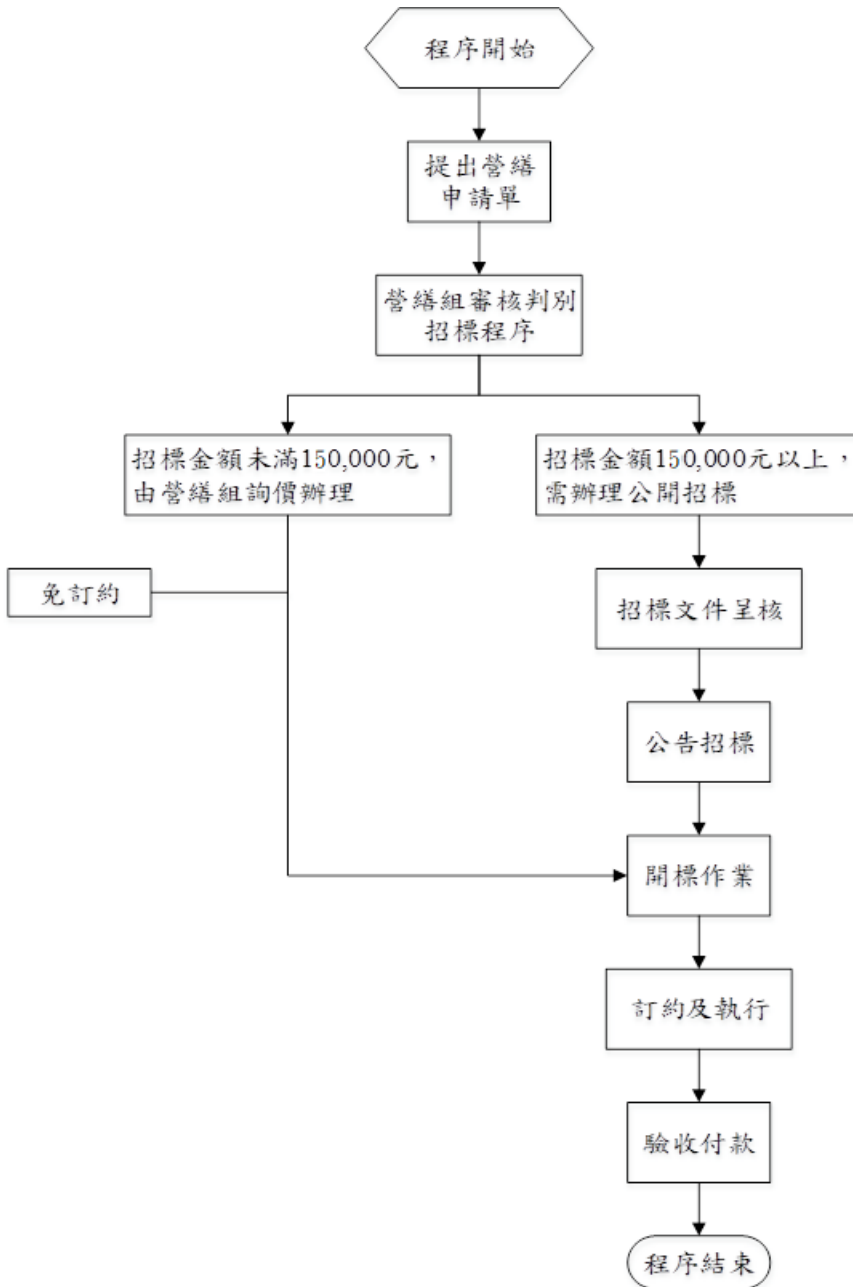 程序開始
提出營繕
申請單
營繕組審核判別
招標程序
招標金額未滿150,000元，
由營繕組詢價辦理
招標金額150,000元以上，
需辦理公開招標
免訂約
招標文件呈核
公告招標
開標作業
訂約及執行
驗收付款
程序結束